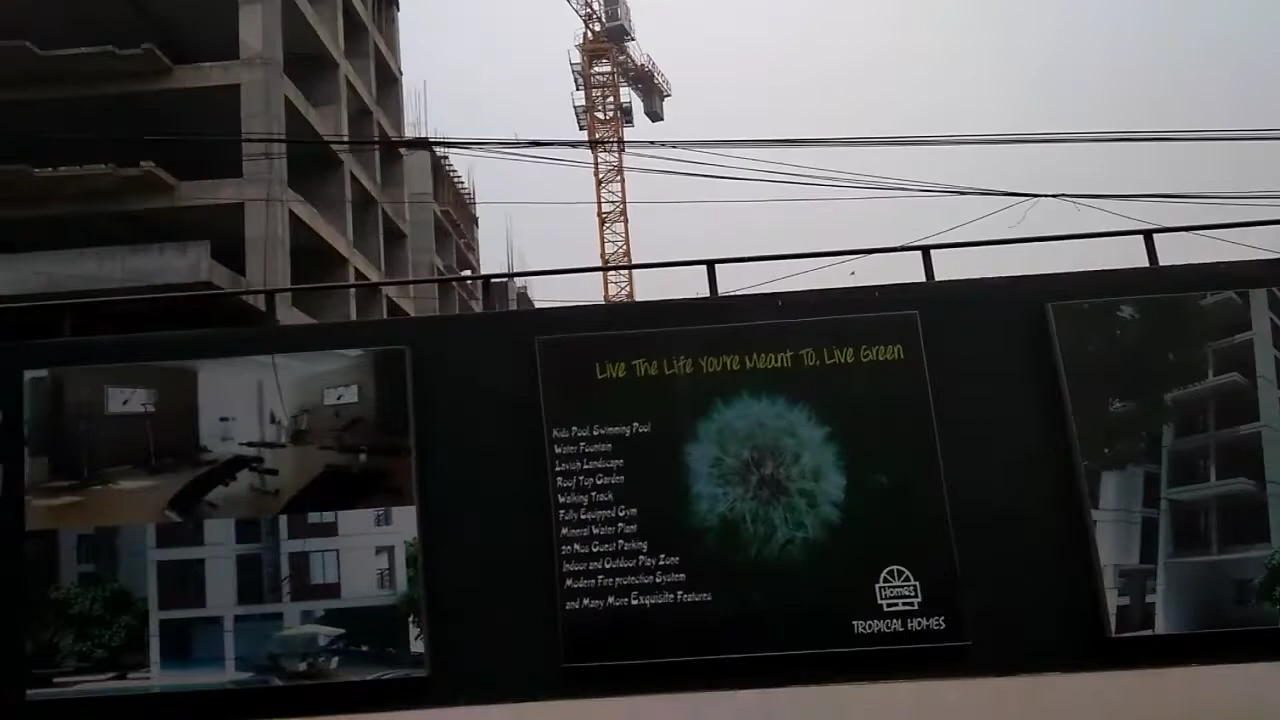 Live The Life You're Meant To, Live Green
Kids Pool, Swimming Pool
Water Fountain
Lavish Landscape
Roof Top Garden
Walking Track
Fully Equipped Gym
Mineral Water Plant
20 Nos Guest Parking
Indoor and Outdoor Play Zone
Modern Fire protection System
and Many More Exquisite Features
Homes
TROPICAL HOMES